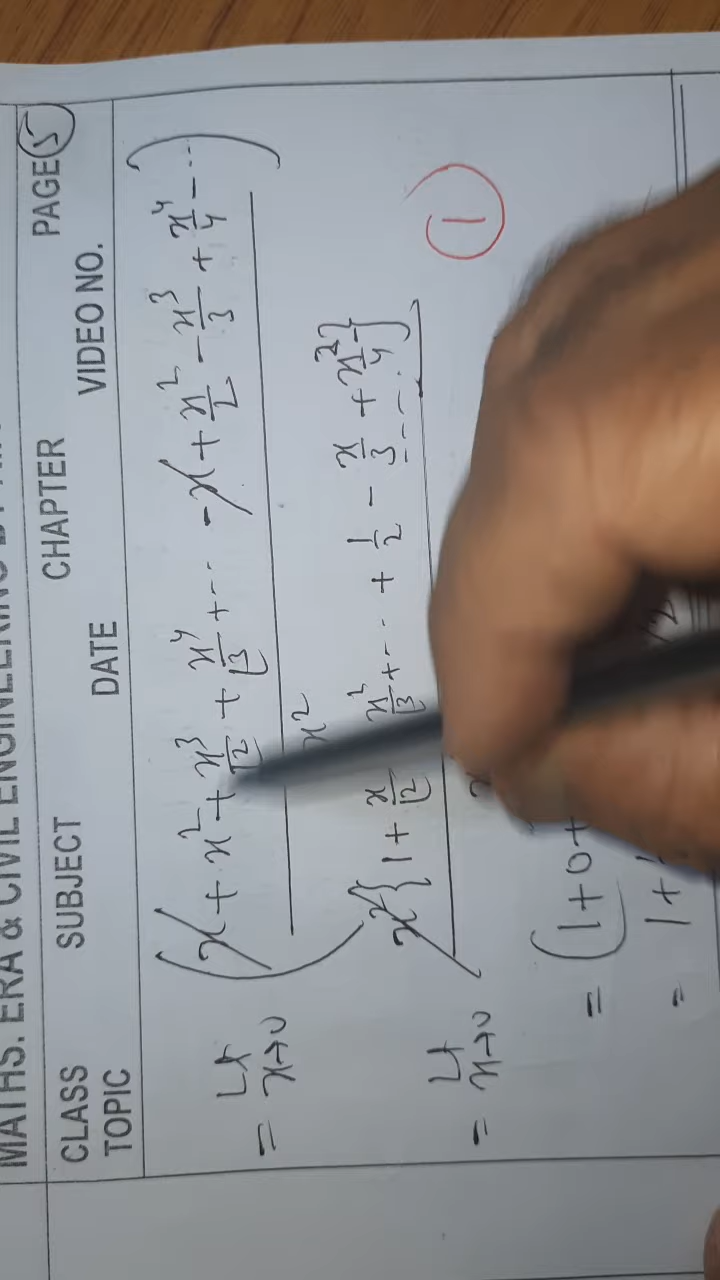 MATHS. ERA & CIVIL ENGINEERING
CLASS SUBJECT CHAPTER PAGE 5
TOPIC DATE VIDEO NO.
= Lt x→0 (x + x² + x³/⌊2 + x⁴/⌊3 + ··· - x + x²/2 - x³/3 + x⁴/4 - ···)
x²
= Lt x→0 x²{1 + x/⌊2 + x²/⌊3 + ··· + 1/2 - x/3 + x²/4 - ···}
1
= (1+0+
= 1+